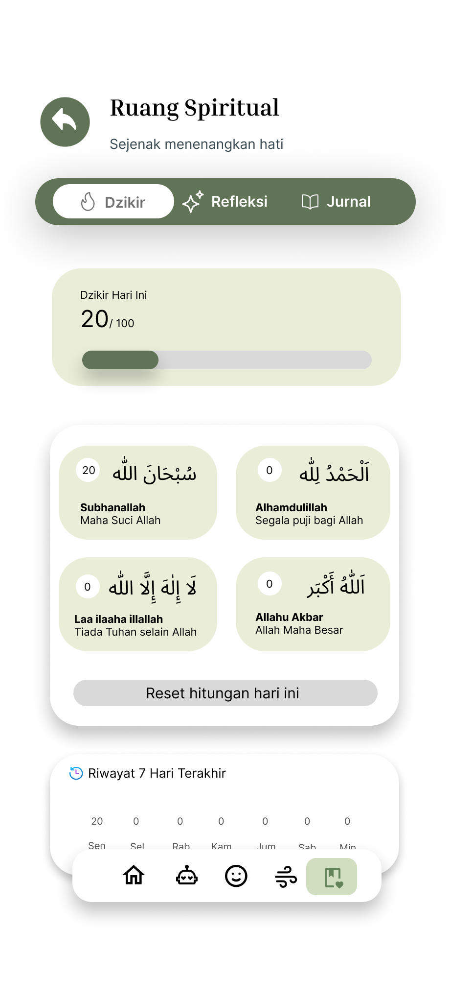 Ruang Spiritual
Sejenak menenangkan hati
Dzikir Refleksi Jurnal
Dzikir Hari Ini
20/ 100
20 سُبْحَانَ اللّٰه
Subhanallah
Maha Suci Allah
0 اَلْحَمْدُ لِلّٰه
Alhamdulillah
Segala puji bagi Allah
0 لَا إِلٰهَ إِلَّا اللّٰه
Laa ilaaha illallah
Tiada Tuhan selain Allah
0 اَللّٰهُ أَكْبَر
Allahu Akbar
Allah Maha Besar
Reset hitungan hari ini
Riwayat 7 Hari Terakhir
20 0 0 0 0 0 0
Sen Sel Rab Kam Jum Sab Min